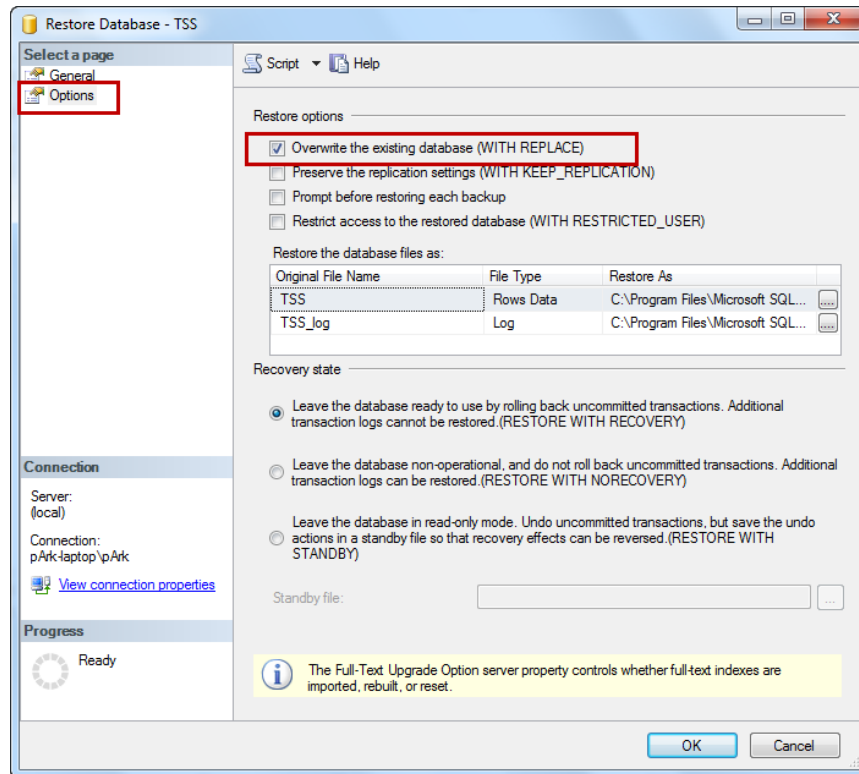 Restore Database - TSS
Select a page
General
Options
Script
Help
Restore options
Overwrite the existing database (WITH REPLACE)
Preserve the replication settings (WITH KEEP_REPLICATION)
Prompt before restoring each backup
Restrict access to the restored database (WITH RESTRICTED_USER)
Restore the database files as:
Original File Name File Type Restore As
TSS Rows Data C:\Program Files\Microsoft SQL... ...
TSS_log Log C:\Program Files\Microsoft SQL... ...
Recovery state
Leave the database ready to use by rolling back uncommitted transactions. Additional
transaction logs cannot be restored.(RESTORE WITH RECOVERY)
Leave the database non-operational, and do not roll back uncommitted transactions. Additional
transaction logs can be restored.(RESTORE WITH NORECOVERY)
Leave the database in read-only mode. Undo uncommitted transactions, but save the undo
actions in a standby file so that recovery effects can be reversed.(RESTORE WITH
STANDBY)
Standby file:
...
Connection
Server:
(local)
Connection:
pArk-laptop\pArk
View connection properties
Progress
Ready
The Full-Text Upgrade Option server property controls whether full-text indexes are
imported, rebuilt, or reset.
OK
Cancel